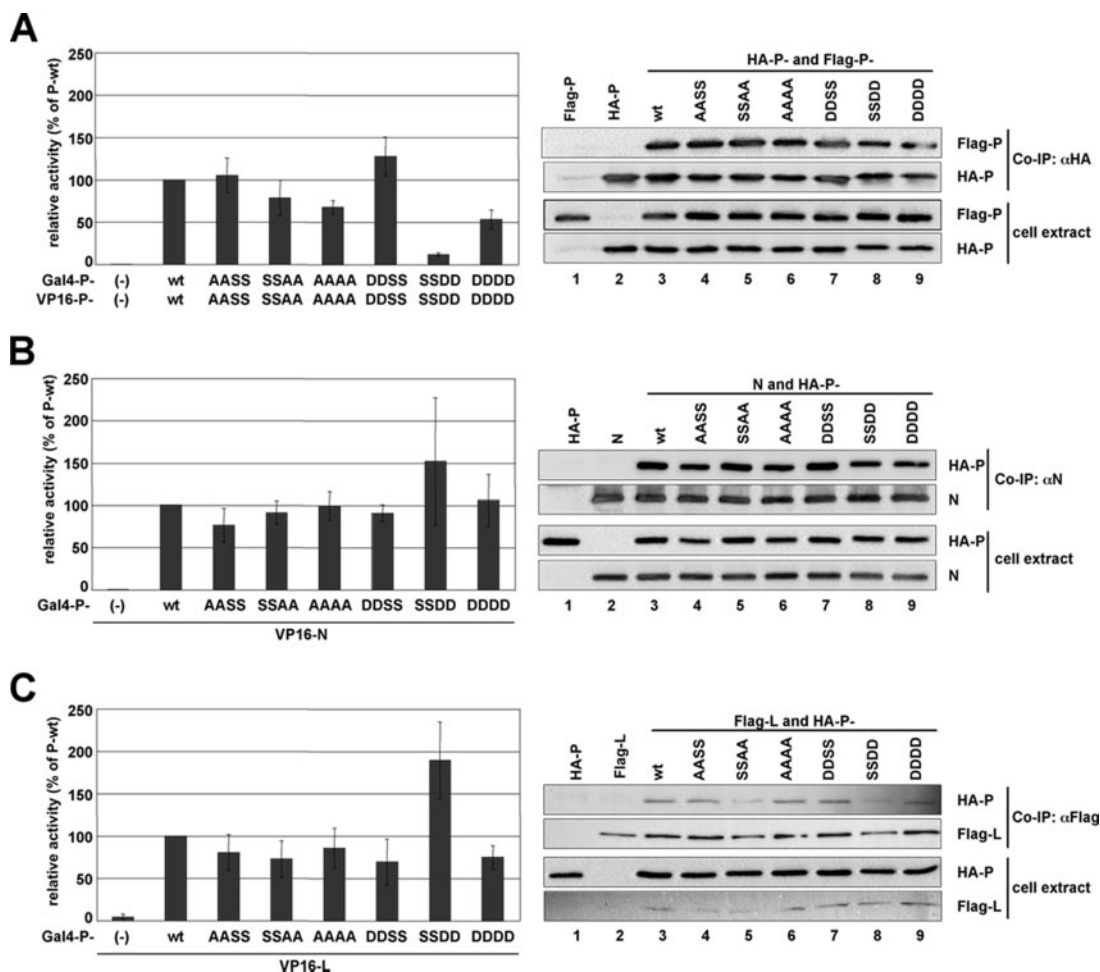 A
relative activity (% of P-wt)
250
200
150
100
50
0
Gal4-P- (-) wt AASS SSAA AAAA DDSS SSDD DDDD
VP16-P- (-) wt AASS SSAA AAAA DDSS SSDD DDDD
HA-P- and Flag-P-
Flag-P HA-P wt AASS SSAA AAAA DDSS SSDD DDDD
Flag-P
HA-P
Co-IP: αHA
Flag-P
HA-P
cell extract
1 2 3 4 5 6 7 8 9
B
relative activity (% of P-wt)
250
200
150
100
50
0
Gal4-P- (-) wt AASS SSAA AAAA DDSS SSDD DDDD
VP16-N
N and HA-P-
HA-P N wt AASS SSAA AAAA DDSS SSDD DDDD
HA-P
N
Co-IP: αN
HA-P
N
cell extract
1 2 3 4 5 6 7 8 9
C
relative activity (% of P-wt)
250
200
150
100
50
0
Gal4-P- (-) wt AASS SSAA AAAA DDSS SSDD DDDD
VP16-L
Flag-L and HA-P-
HA-P Flag-L wt AASS SSAA AAAA DDSS SSDD DDDD
HA-P
Flag-L
Co-IP: αFlag
HA-P
Flag-L
cell extract
1 2 3 4 5 6 7 8 9